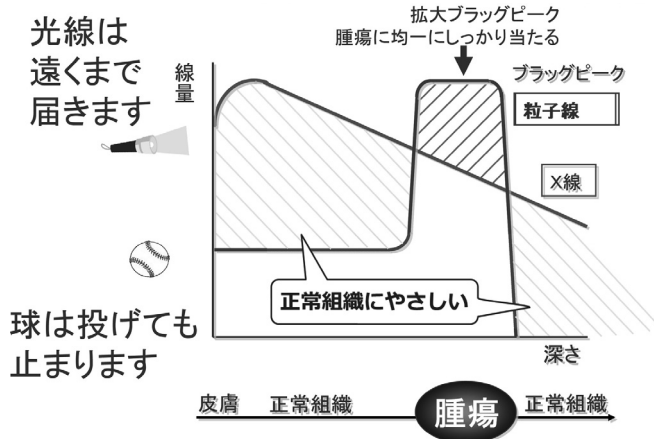 光線は
遠くまで
届きます
拡大ブラッグピーク
腫瘍に均一にしっかり当たる
線量
ブラッグピーク
粒子線
X線
正常組織にやさしい
球は投げても
止まります
深さ
皮膚
正常組織
腫瘍
正常組織